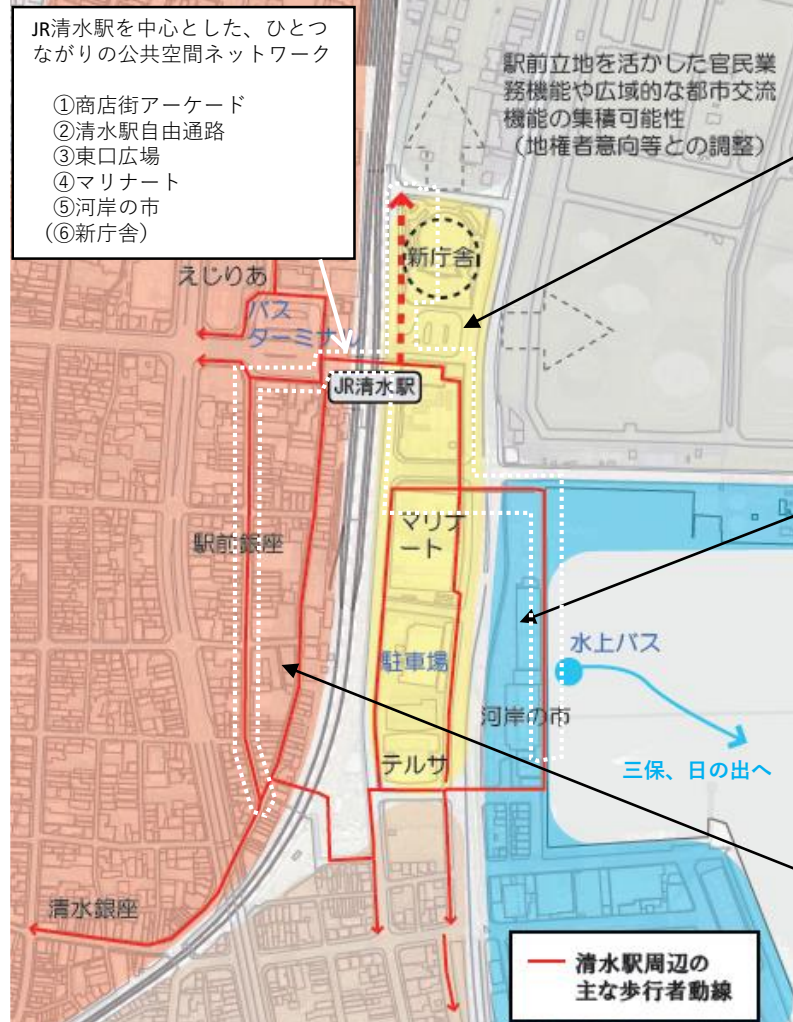 JR清水駅を中心とした、ひとつ
ながりの公共空間ネットワーク
①商店街アーケード
②清水駅自由通路
③東口広場
④マリナート
⑤河岸の市
(⑥新庁舎)
駅前立地を活かした官民業
務機能や広域的な都市交流
機能の集積可能性
(地権者意向等との調整)
新庁舎
えじりあ
バス
ターミナル
JR清水駅
駅前銀座
マリナ
ート
水上バス
駐車場
河岸の市
テルサ
三保、日の出へ
清水銀座
清水駅周辺の
主な歩行者動線